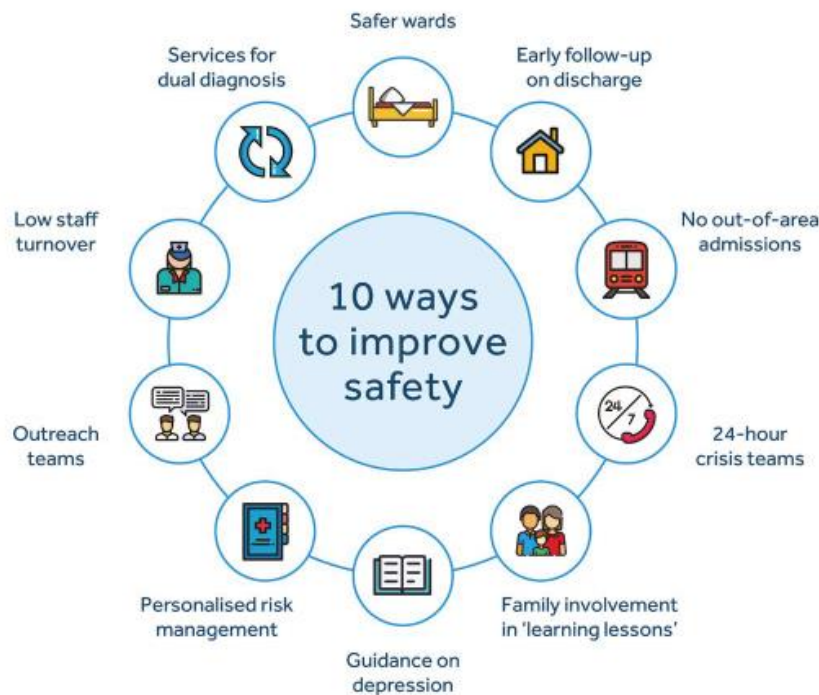 Safer wards
Early follow-up
on discharge
No out-of-area
admissions
24-hour
crisis teams
24/7
Family involvement
in ‘learning lessons’
Guidance on
depression
Personalised risk
management
Outreach
teams
Low staff
turnover
Services for
dual diagnosis
10 ways
to improve
safety